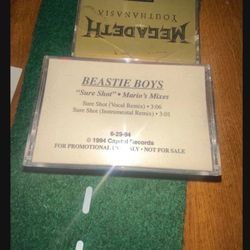 MEGADETH
YOUTHANASIA
BEASTIE BOYS
"Sure Shot" • Mario's Mixes
Sure Shot (Vocal Remix) • 3:06
Sure Shot (Instrumental Remix) • 3:01
6-29-94
© 1994 Capitol Records
FOR PROMOTIONAL USE ONLY • NOT FOR SALE